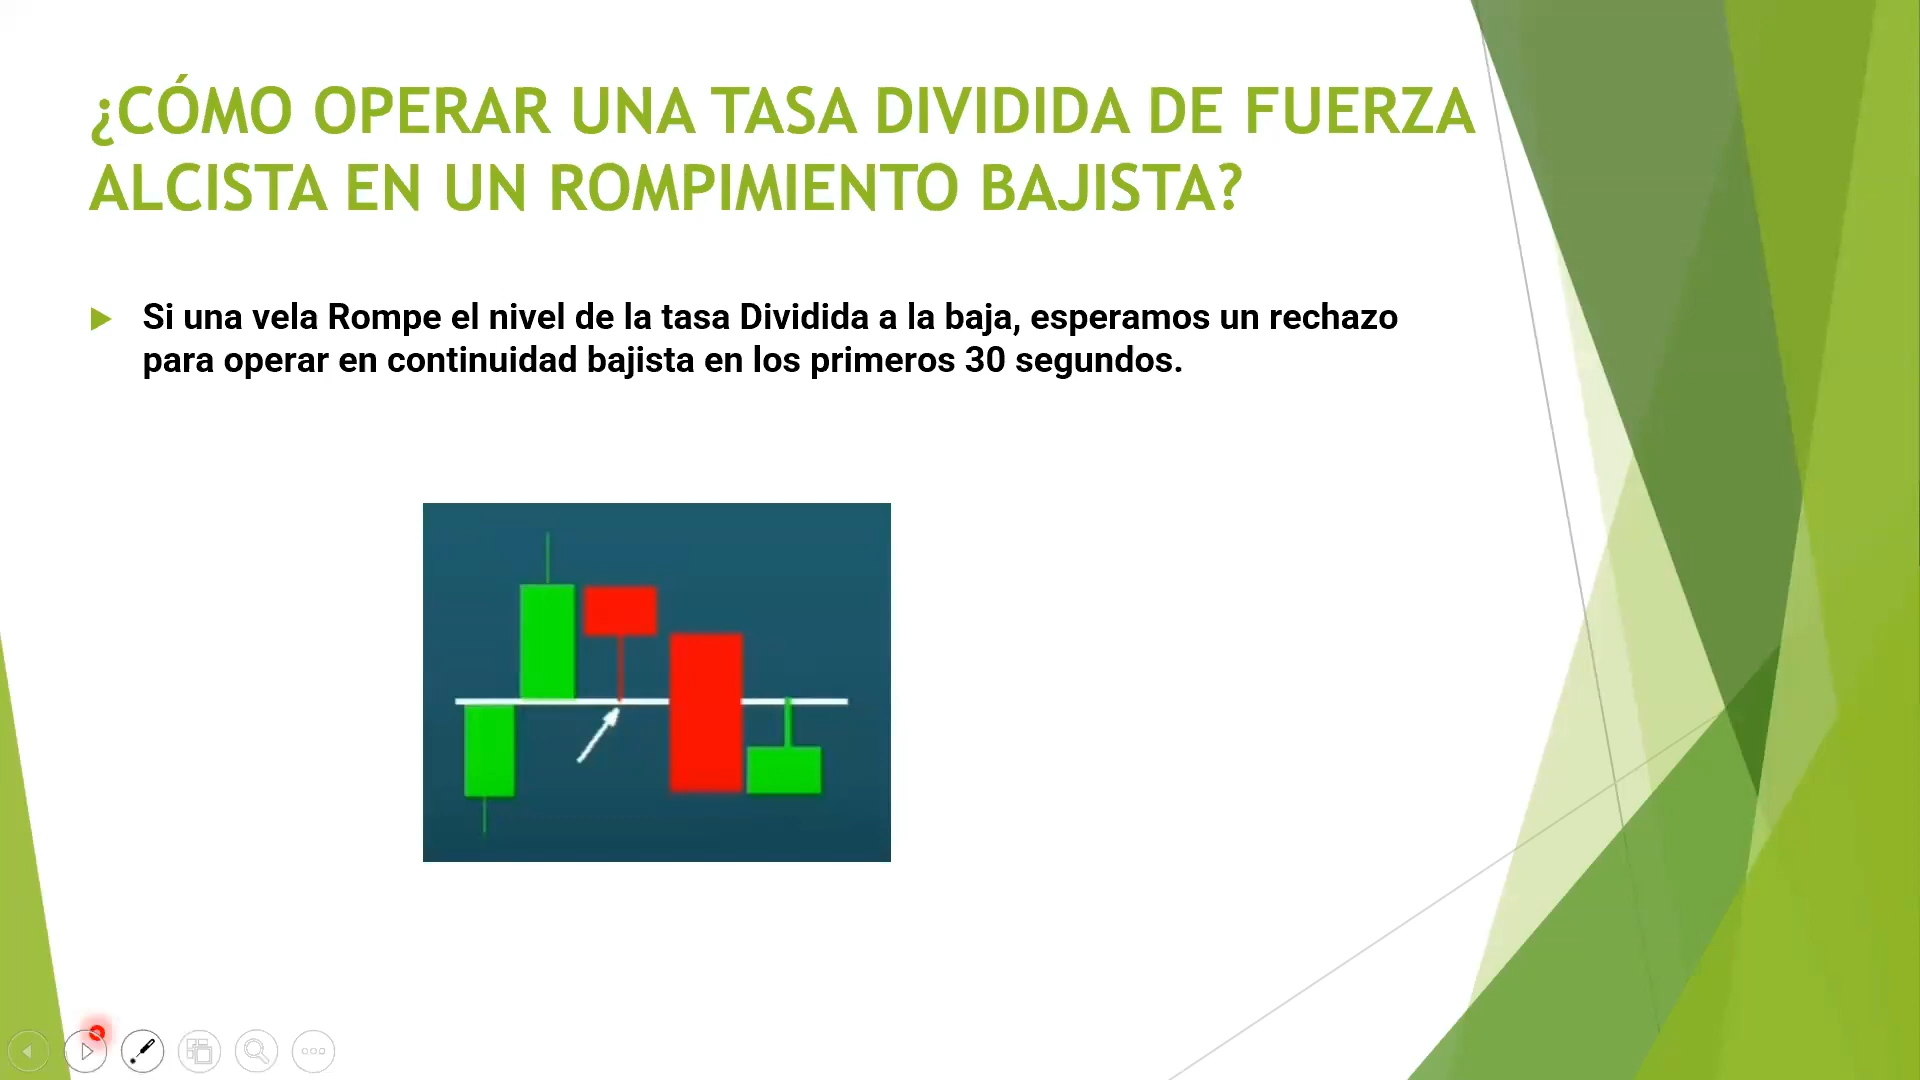 ¿CÓMO OPERAR UNA TASA DIVIDIDA DE FUERZA
ALCISTA EN UN ROMPIMIENTO BAJISTA?
Si una vela Rompe el nivel de la tasa Dividida a la baja, esperamos un rechazo
para operar en continuidad bajista en los primeros 30 segundos.